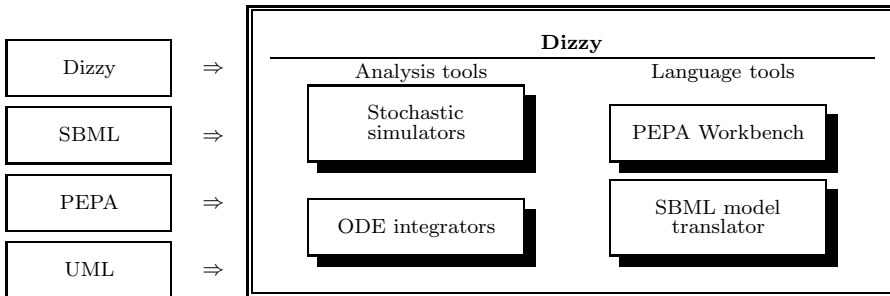 Dizzy
Dizzy ⇒
Analysis tools Language tools
SBML ⇒
Stochastic
simulators
PEPA Workbench
PEPA ⇒
ODE integrators
SBML model
translator
UML ⇒